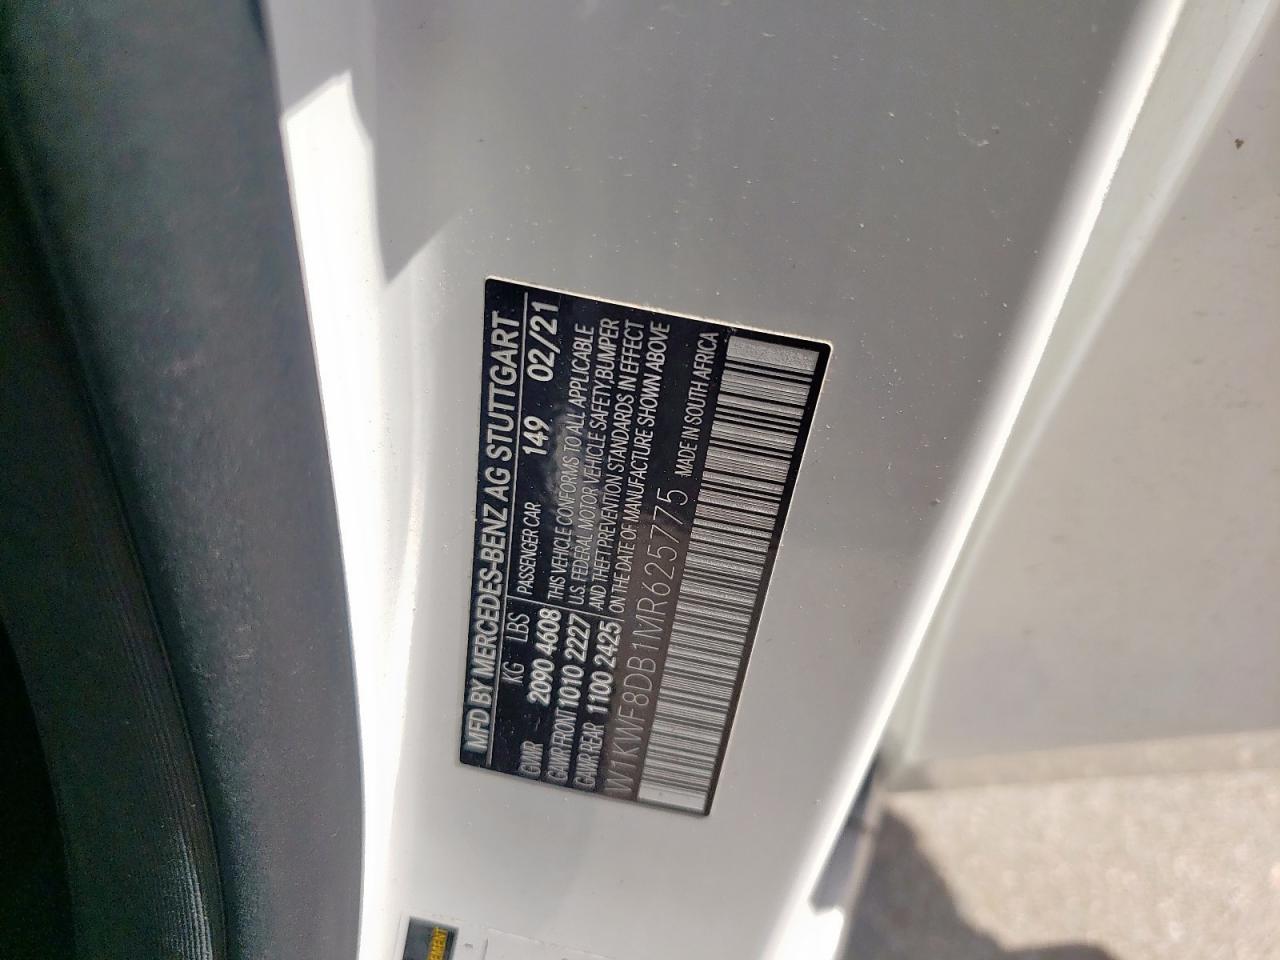 MFD BY MERCEDES-BENZ AG STUTTGART
KG LBS PASSENGER CAR 149 02/21
GVWR 2090 4608 THIS VEHICLE CONFORMS TO ALL APPLICABLE
GAWR FRONT 1010 2227 U.S. FEDERAL MOTOR VEHICLE SAFETY,BUMPER
GAWR REAR 1100 2425 AND THEFT PREVENTION STANDARDS IN EFFECT
ON THE DATE OF MANUFACTURE SHOWN ABOVE
W1KWF8DB1MR625775 MADE IN SOUTH AFRICA